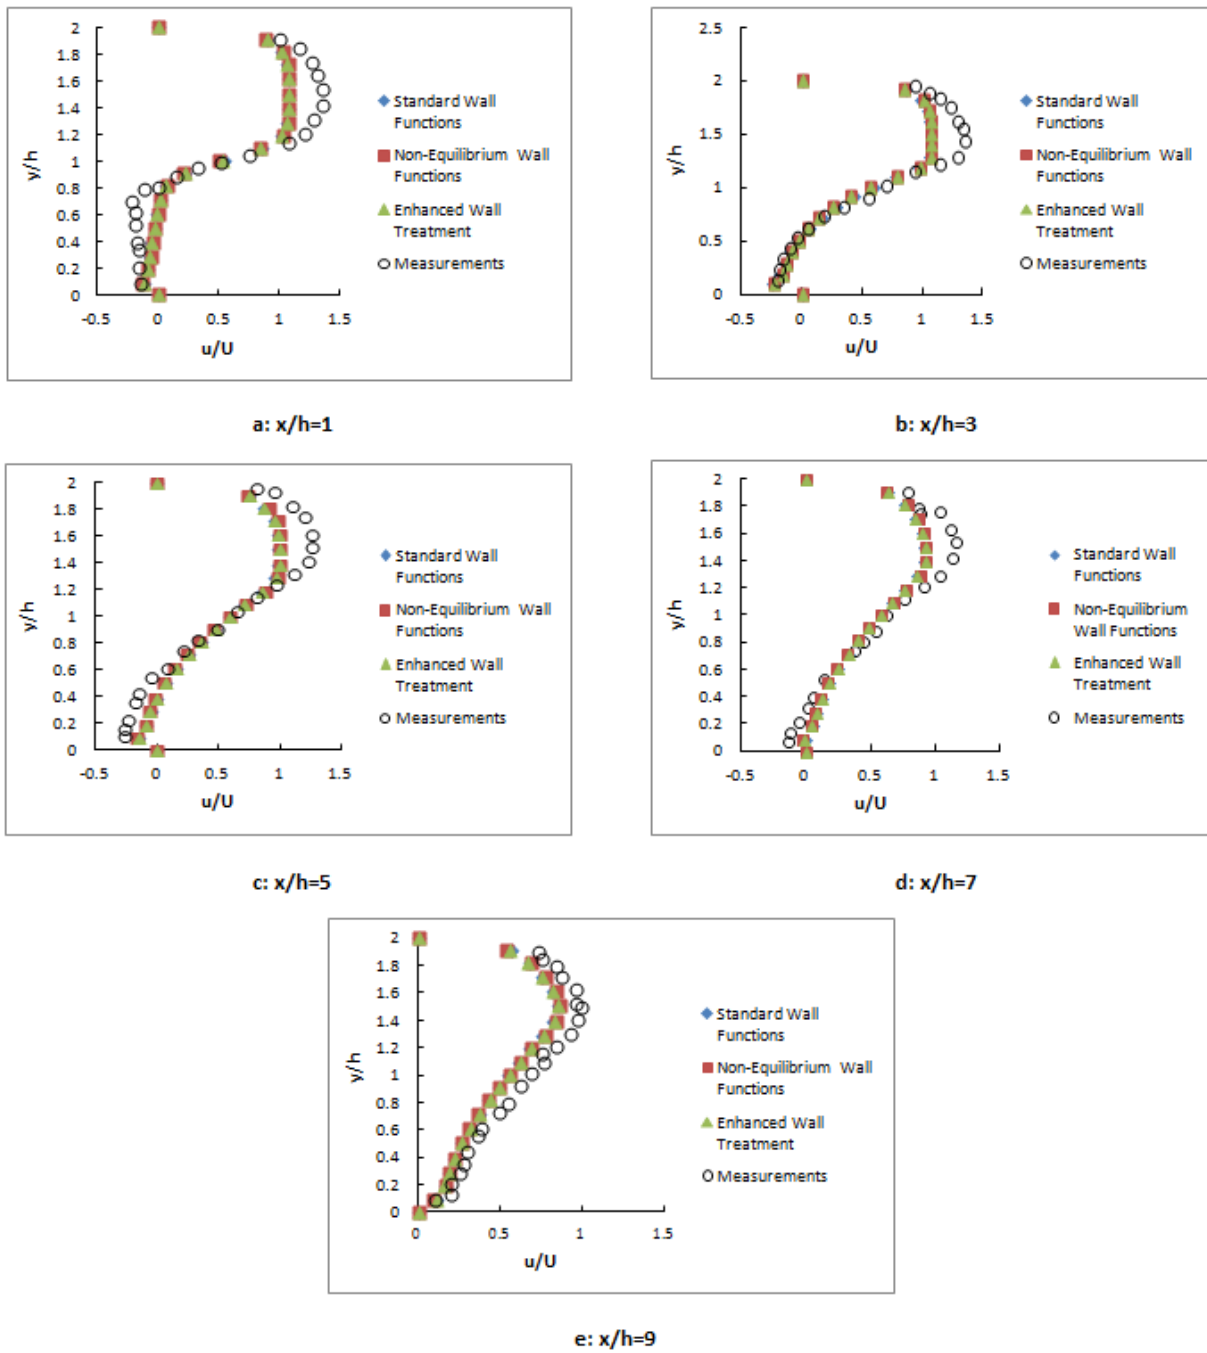 2
1.8
1.6
1.4
1.2
1
0.8
0.6
0.4
0.2
0
y/h
-0.5 0 0.5 1 1.5
u/U
Standard Wall
Functions
Non-Equilibrium Wall
Functions
Enhanced Wall
Treatment
Measurements
a: x/h=1
2.5
2
1.5
1
0.5
0
y/h
-0.5 0 0.5 1 1.5
u/U
Standard Wall
Functions
Non-Equilibrium Wall
Functions
Enhanced Wall
Treatment
Measurements
b: x/h=3
2
1.8
1.6
1.4
1.2
1
0.8
0.6
0.4
0.2
0
y/h
-0.5 0 0.5 1 1.5
u/U
Standard Wall
Functions
Non-Equilibrium Wall
Functions
Enhanced Wall
Treatment
Measurements
c: x/h=5
2
1.8
1.6
1.4
1.2
1
0.8
0.6
0.4
0.2
0
y/h
-0.5 0 0.5 1 1.5
u/U
Standard Wall
Functions
Non-Equilibrium
Wall Functions
Enhanced Wall
Treatment
Measurements
d: x/h=7
2
1.8
1.6
1.4
1.2
1
0.8
0.6
0.4
0.2
0
y/h
0 0.5 1 1.5
u/U
Standard Wall
Functions
Non-Equilibrium Wall
Functions
Enhanced Wall
Treatment
Measurements
e: x/h=9